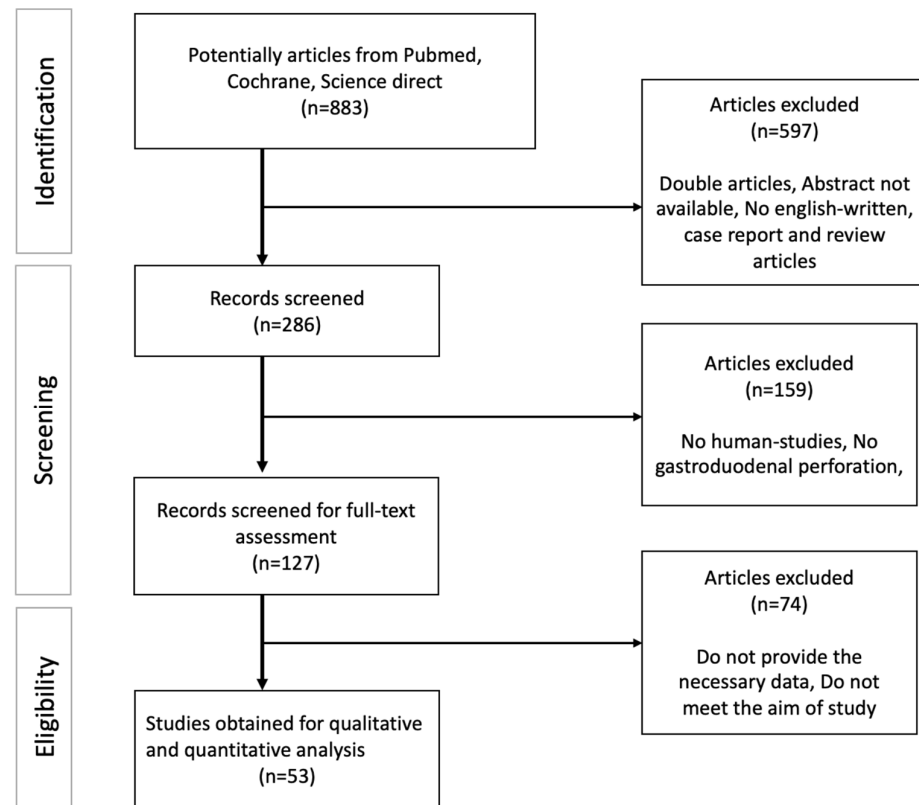 Identification
Potentially articles from Pubmed,
Cochrane, Science direct
(n=883)
Articles excluded
(n=597)
Double articles, Abstract not
available, No english-written,
case report and review
articles
Screening
Records screened
(n=286)
Articles excluded
(n=159)
No human-studies, No
gastroduodenal perforation,
Records screened for full-text
assessment
(n=127)
Articles excluded
(n=74)
Do not provide the
necessary data, Do not
meet the aim of study
Eligibility
Studies obtained for qualitative
and quantitative analysis
(n=53)